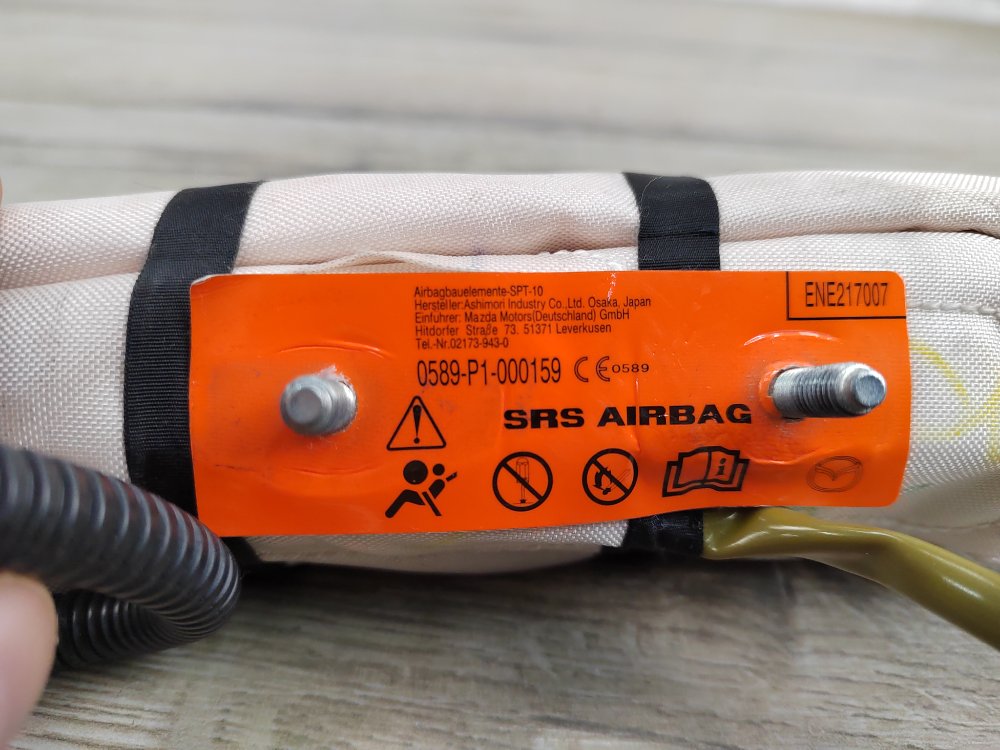 Airbagbauelemente-SPT-10
Hersteller:Ashimori Industry Co.,Ltd. Osaka, Japan
Einfuhrer: Mazda Motors(Deutschland) GmbH
Hitdorfer Straße 73. 51371 Leverkusen
Tel.-Nr.02173-943-0
ENE217007
0589-P1-000159 CE 0589
SRS AIRBAG